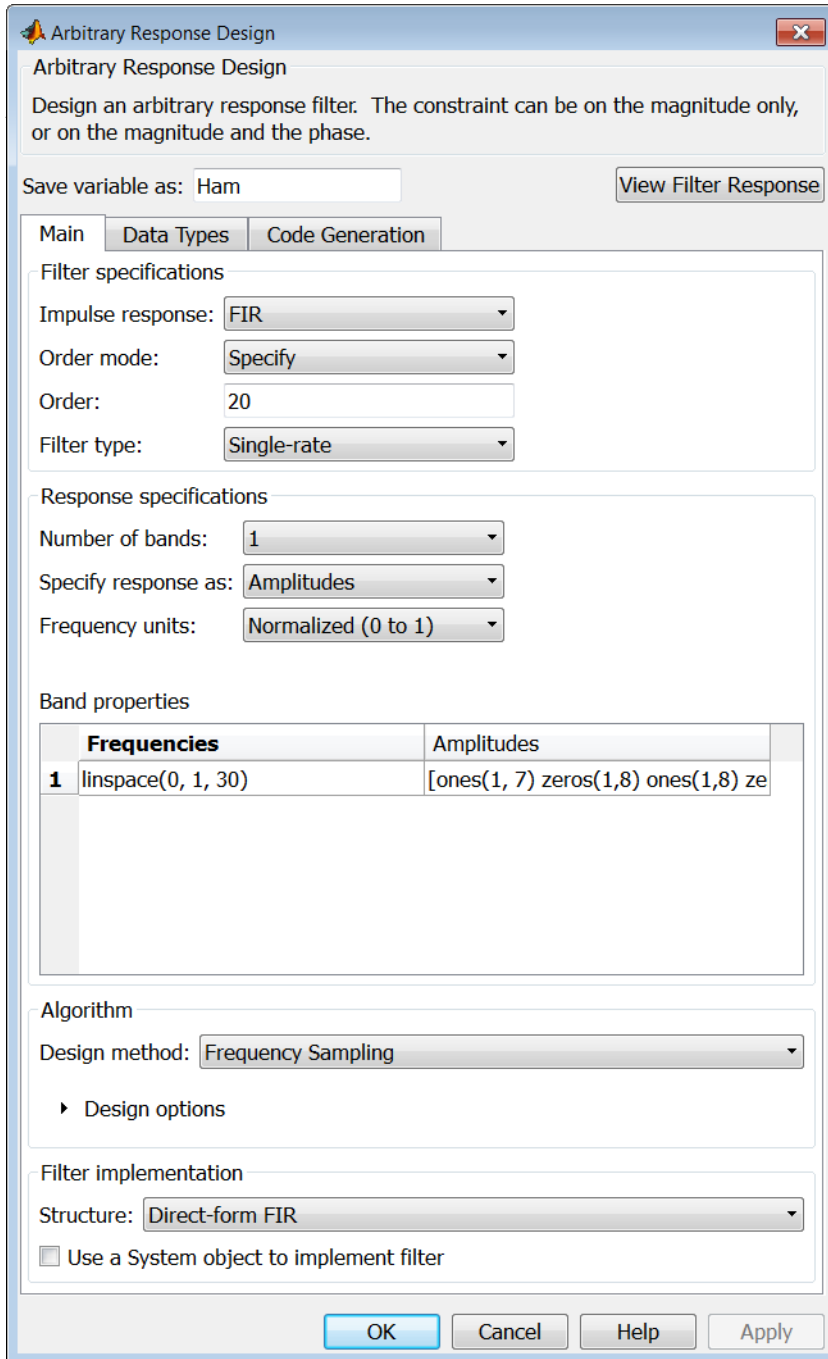 Arbitrary Response Design
Arbitrary Response Design
Design an arbitrary response filter.  The constraint can be on the magnitude only,
or on the magnitude and the phase.
Save variable as: Ham View Filter Response
Main Data Types Code Generation
Filter specifications
Impulse response: FIR
Order mode: Specify
Order: 20
Filter type: Single-rate
Response specifications
Number of bands: 1
Specify response as: Amplitudes
Frequency units: Normalized (0 to 1)
Band properties
Frequencies Amplitudes
1 linspace(0, 1, 30) [ones(1, 7) zeros(1,8) ones(1,8) ze
Algorithm
Design method: Frequency Sampling
Design options
Filter implementation
Structure: Direct-form FIR
Use a System object to implement filter
OK Cancel Help Apply